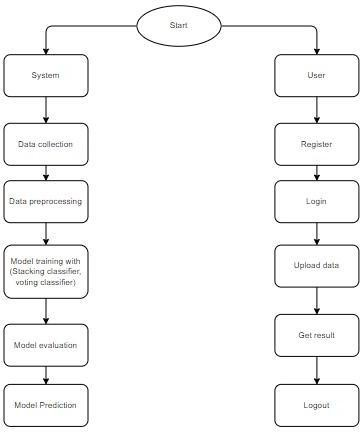 Start
System
User
Data collection
Register
Data preprocessing
Login
Model training with
(Stacking classifier,
voting classifier)
Upload data
Model evaluation
Get result
Model Prediction
Logout